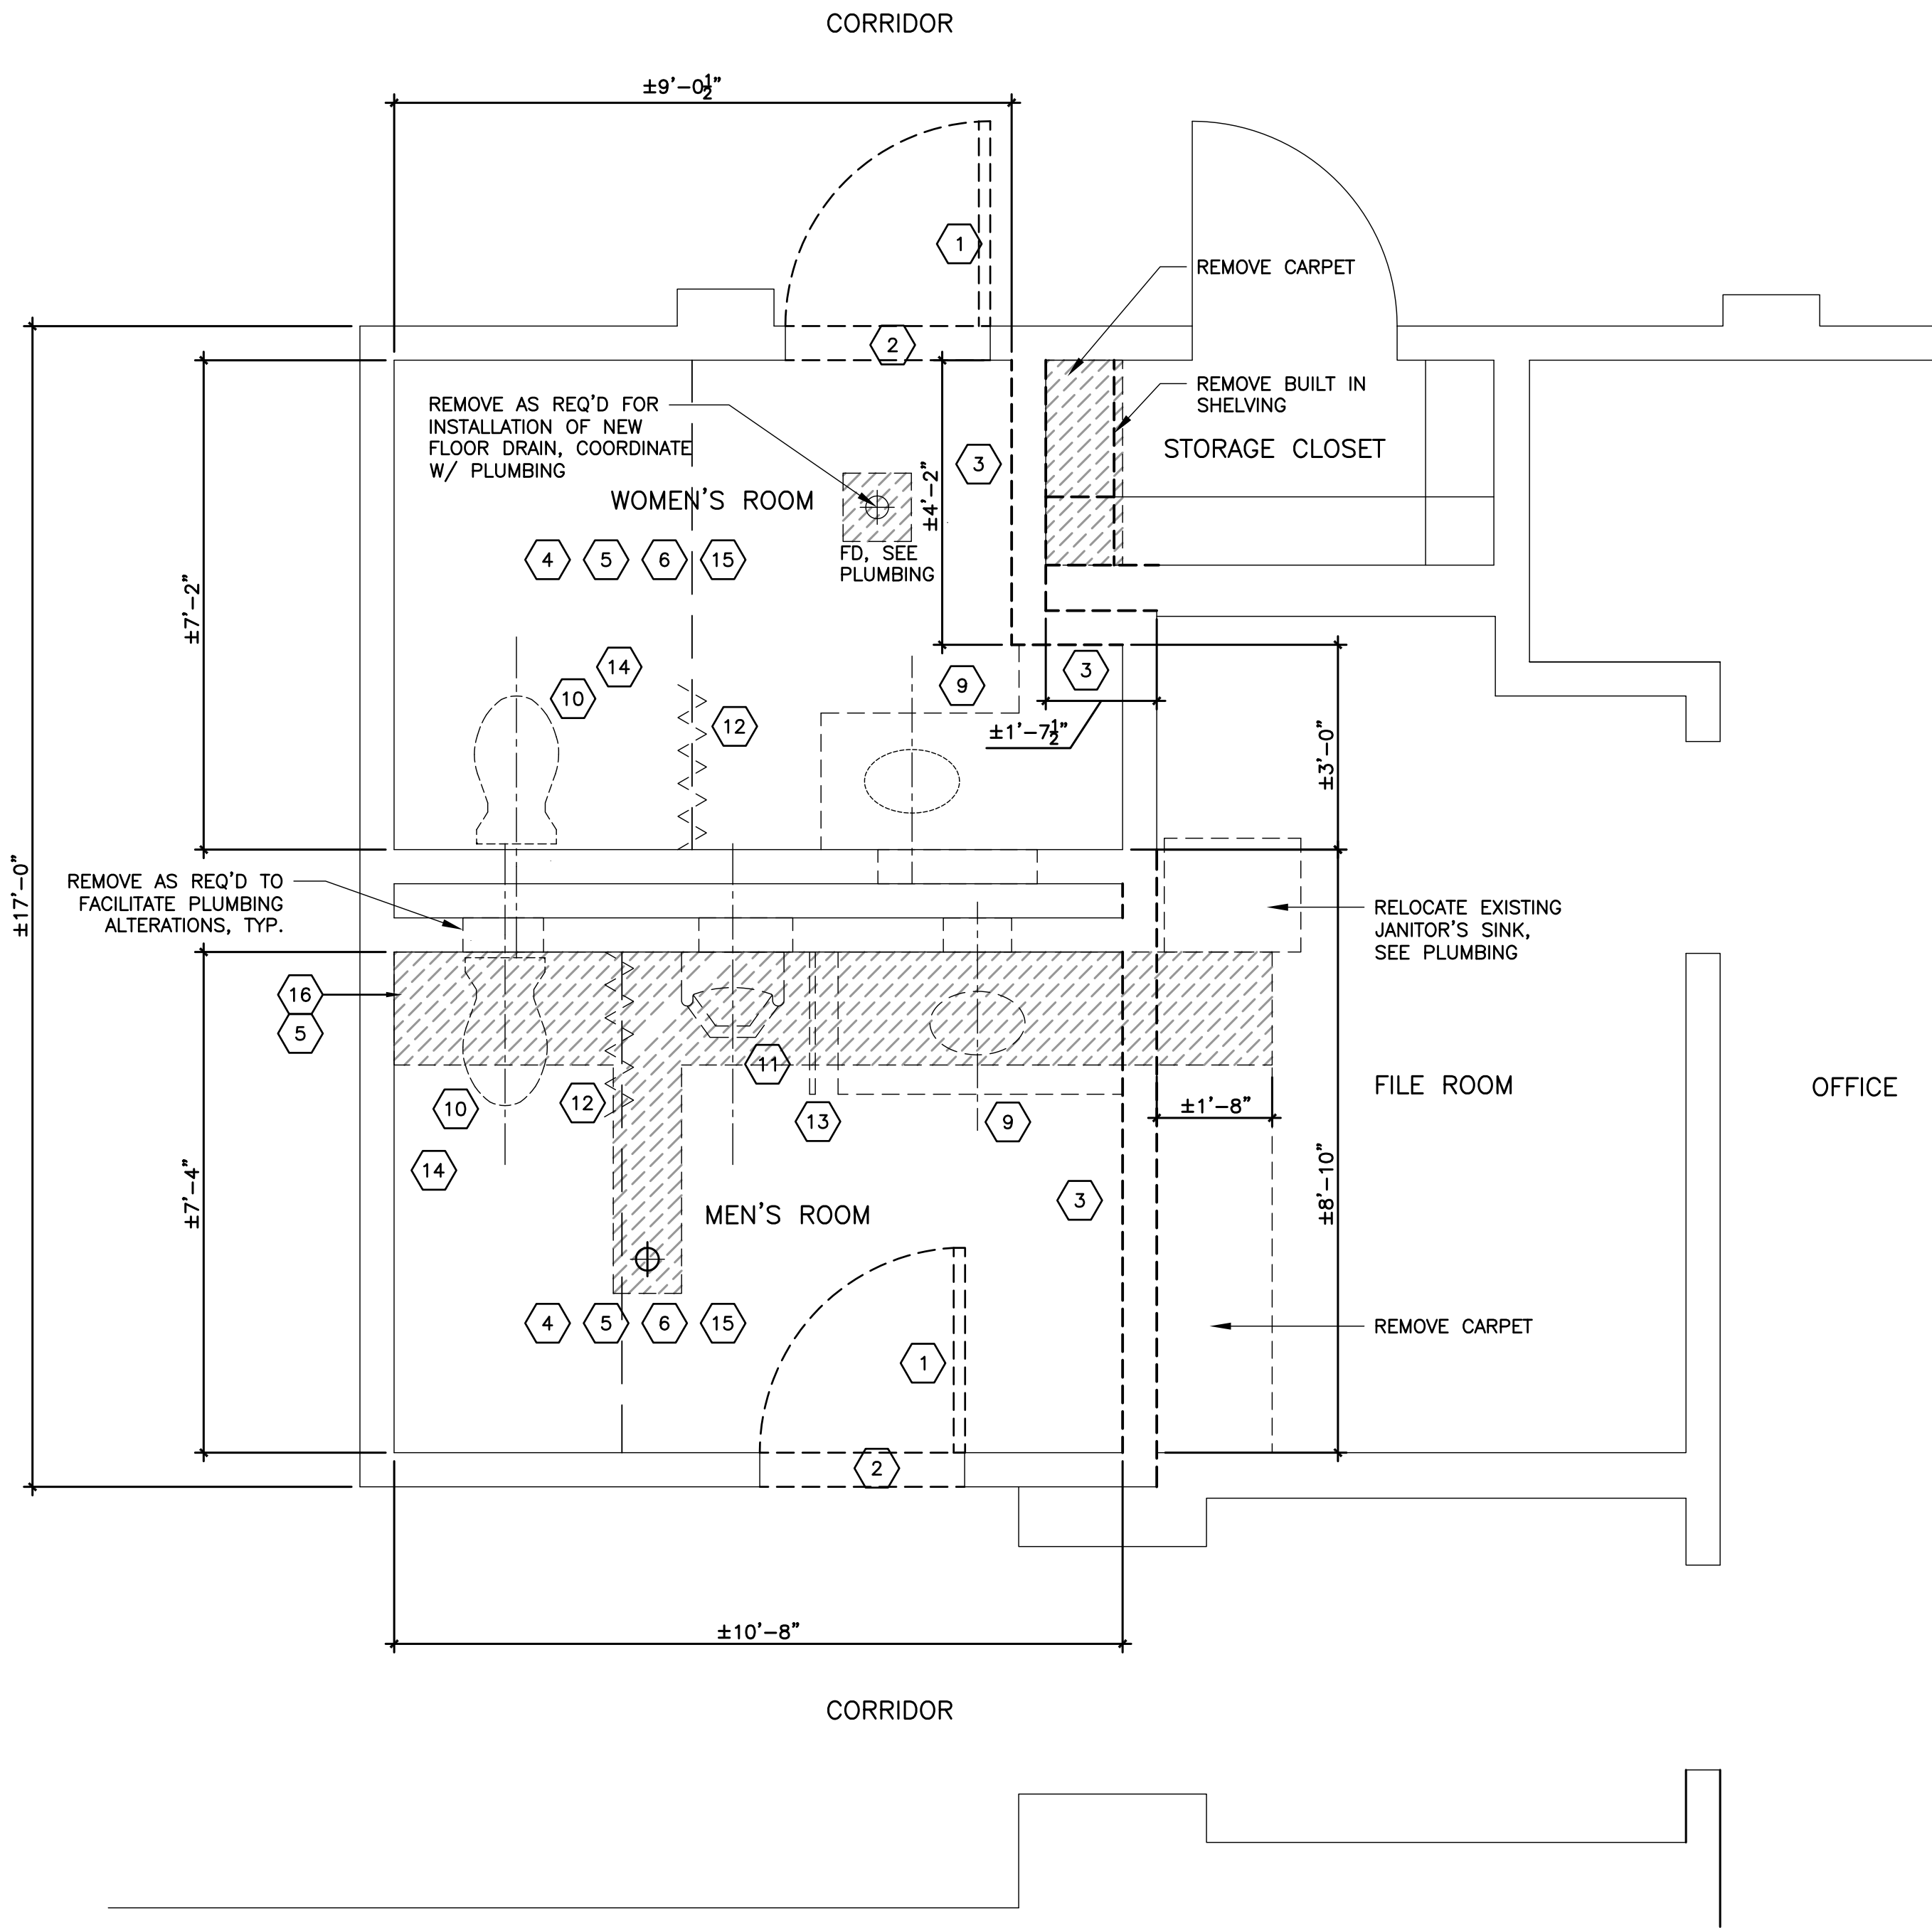 CORRIDOR
±9'-0½"
1
REMOVE CARPET
2
REMOVE AS REQ'D FOR
INSTALLATION OF NEW
FLOOR DRAIN, COORDINATE
W/ PLUMBING
REMOVE BUILT IN
SHELVING
STORAGE CLOSET
3
WOMEN'S ROOM
±4'-2"
4
5
6
15
FD, SEE
PLUMBING
±7'-2"
14
10
12
9
3
±1'-7½"
±3'-0"
±17'-0"
REMOVE AS REQ'D TO
FACILITATE PLUMBING
ALTERATIONS, TYP.
RELOCATE EXISTING
JANITOR'S SINK,
SEE PLUMBING
16
5
11
10
12
13
9
FILE ROOM
OFFICE
±1'-8"
14
±7'-4"
3
±8'-10"
MEN'S ROOM
4
5
6
15
1
REMOVE CARPET
2
±10'-8"
CORRIDOR